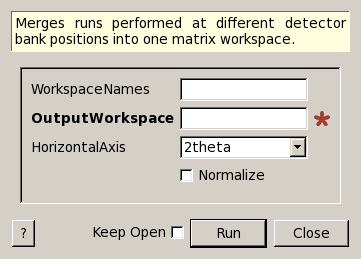 Merges runs performed at different detector
bank positions into one matrix workspace.
WorkspaceNames
OutputWorkspace *
HorizontalAxis 2theta
Normalize
? Keep Open Run Close